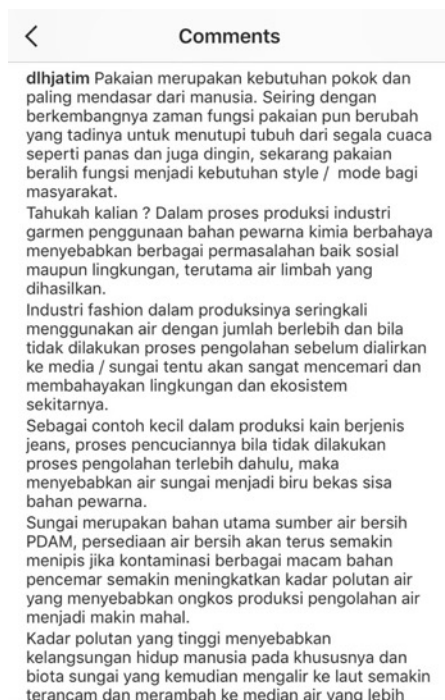 Comments
dlhjatim Pakaian merupakan kebutuhan pokok dan
paling mendasar dari manusia. Seiring dengan
berkembangnya zaman fungsi pakaian pun berubah
yang tadinya untuk menutupi tubuh dari segala cuaca
seperti panas dan juga dingin, sekarang pakaian
beralih fungsi menjadi kebutuhan style / mode bagi
masyarakat.
Tahukah kalian ? Dalam proses produksi industri
garmen penggunaan bahan pewarna kimia berbahaya
menyebabkan berbagai permasalahan baik sosial
maupun lingkungan, terutama air limbah yang
dihasilkan.
Industri fashion dalam produksinya seringkali
menggunakan air dengan jumlah berlebih dan bila
tidak dilakukan proses pengolahan sebelum dialirkan
ke media / sungai tentu akan sangat mencemari dan
membahayakan lingkungan dan ekosistem
sekitarnya.
Sebagai contoh kecil dalam produksi kain berjenis
jeans, proses pencuciannya bila tidak dilakukan
proses pengolahan terlebih dahulu, maka
menyebabkan air sungai menjadi biru bekas sisa
bahan pewarna.
Sungai merupakan bahan utama sumber air bersih
PDAM, persediaan air bersih akan terus semakin
menipis jika kontaminasi berbagai macam bahan
pencemar semakin meningkatkan kadar polutan air
yang menyebabkan ongkos produksi pengolahan air
menjadi makin mahal.
Kadar polutan yang tinggi menyebabkan
kelangsungan hidup manusia pada khususnya dan
biota sungai yang kemudian mengalir ke laut semakin
terancam dan merambah ke median air yang lebih